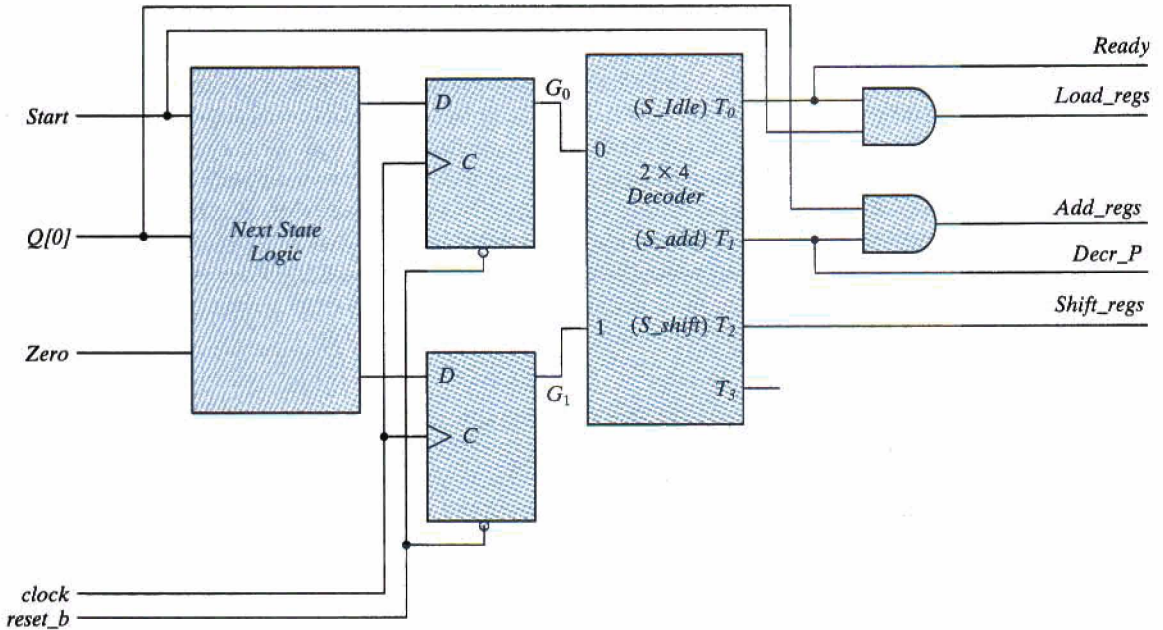 Ready
Load_regs
Add_regs
Decr_P
Shift_regs
Start
Q[0]
Zero
clock
reset_b
Next State
Logic
D
C
G0
D
C
G1
0
1
2 × 4
Decoder
(S_Idle) T0
(S_add) T1
(S_shift) T2
T3